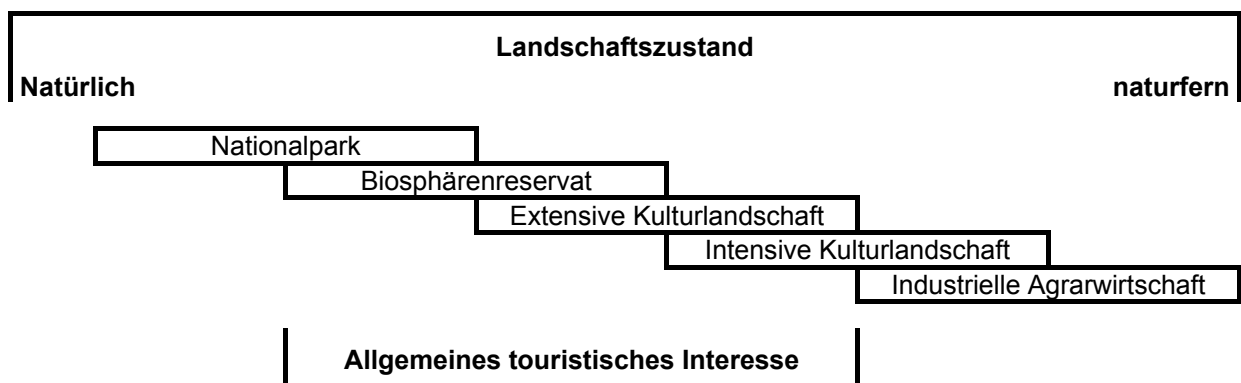 Landschaftszustand
Natürlich naturfern
Nationalpark
Biosphärenreservat
Extensive Kulturlandschaft
Intensive Kulturlandschaft
Industrielle Agrarwirtschaft
Allgemeines touristisches Interesse